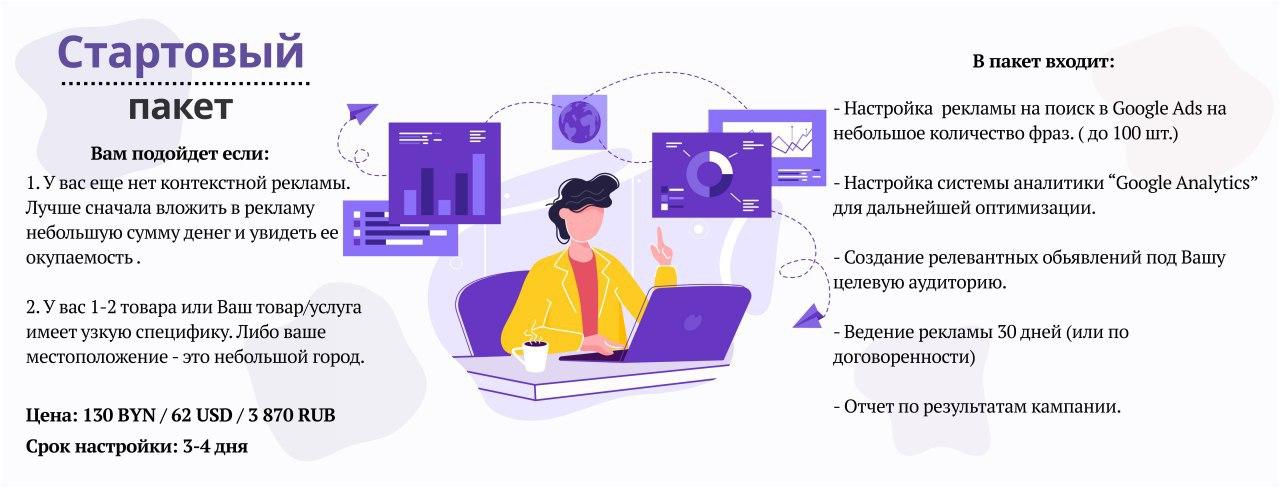 Стартовый
пакет
Вам подойдет если:
1. У вас еще нет контекстной рекламы.
Лучше сначала вложить в рекламу
небольшую сумму денег и увидеть ее
окупаемость .
2. У вас 1-2 товара или Ваш товар/услуга
имеет узкую специфику. Либо ваше
местоположение - это небольшой город.
Цена: 130 BYN / 62 USD / 3 870 RUB
Срок настройки: 3-4 дня
В пакет входит:
- Настройка рекламы на поиск в Google Ads на
небольшое количество фраз. ( до 100 шт.)
- Настройка системы аналитики “Google Analytics”
для дальнейшей оптимизации.
- Создание релевантных обьявлений под Вашу
целевую аудиторию.
- Ведение рекламы 30 дней (или по
договоренности)
- Отчет по результатам кампании.